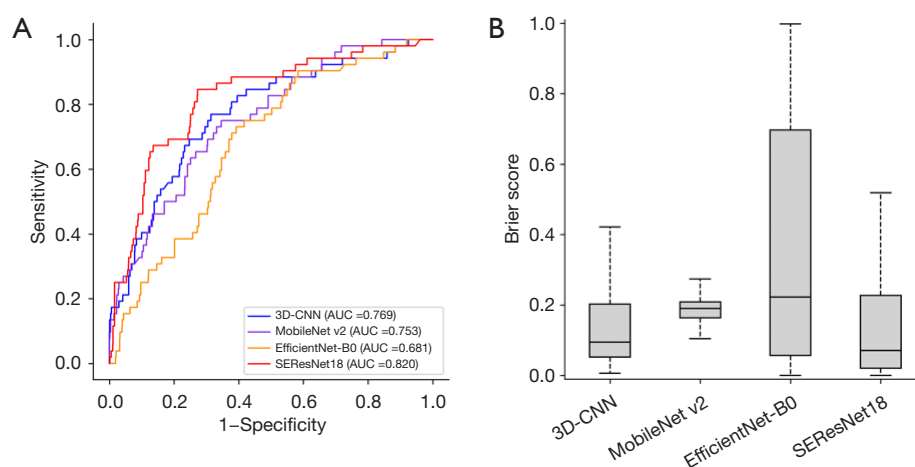 A
1.0
0.8
0.6
0.4
0.2
0.0
Sensitivity
0.0 0.2 0.4 0.6 0.8 1.0
1−Specificity
3D-CNN (AUC =0.769)
MobileNet v2 (AUC =0.753)
EfficientNet-B0 (AUC =0.681)
SEResNet18 (AUC =0.820)
B
1.0
0.8
0.6
0.4
0.2
0.0
Brier score
3D-CNN
MobileNet v2
EfficientNet-B0
SEResNet18